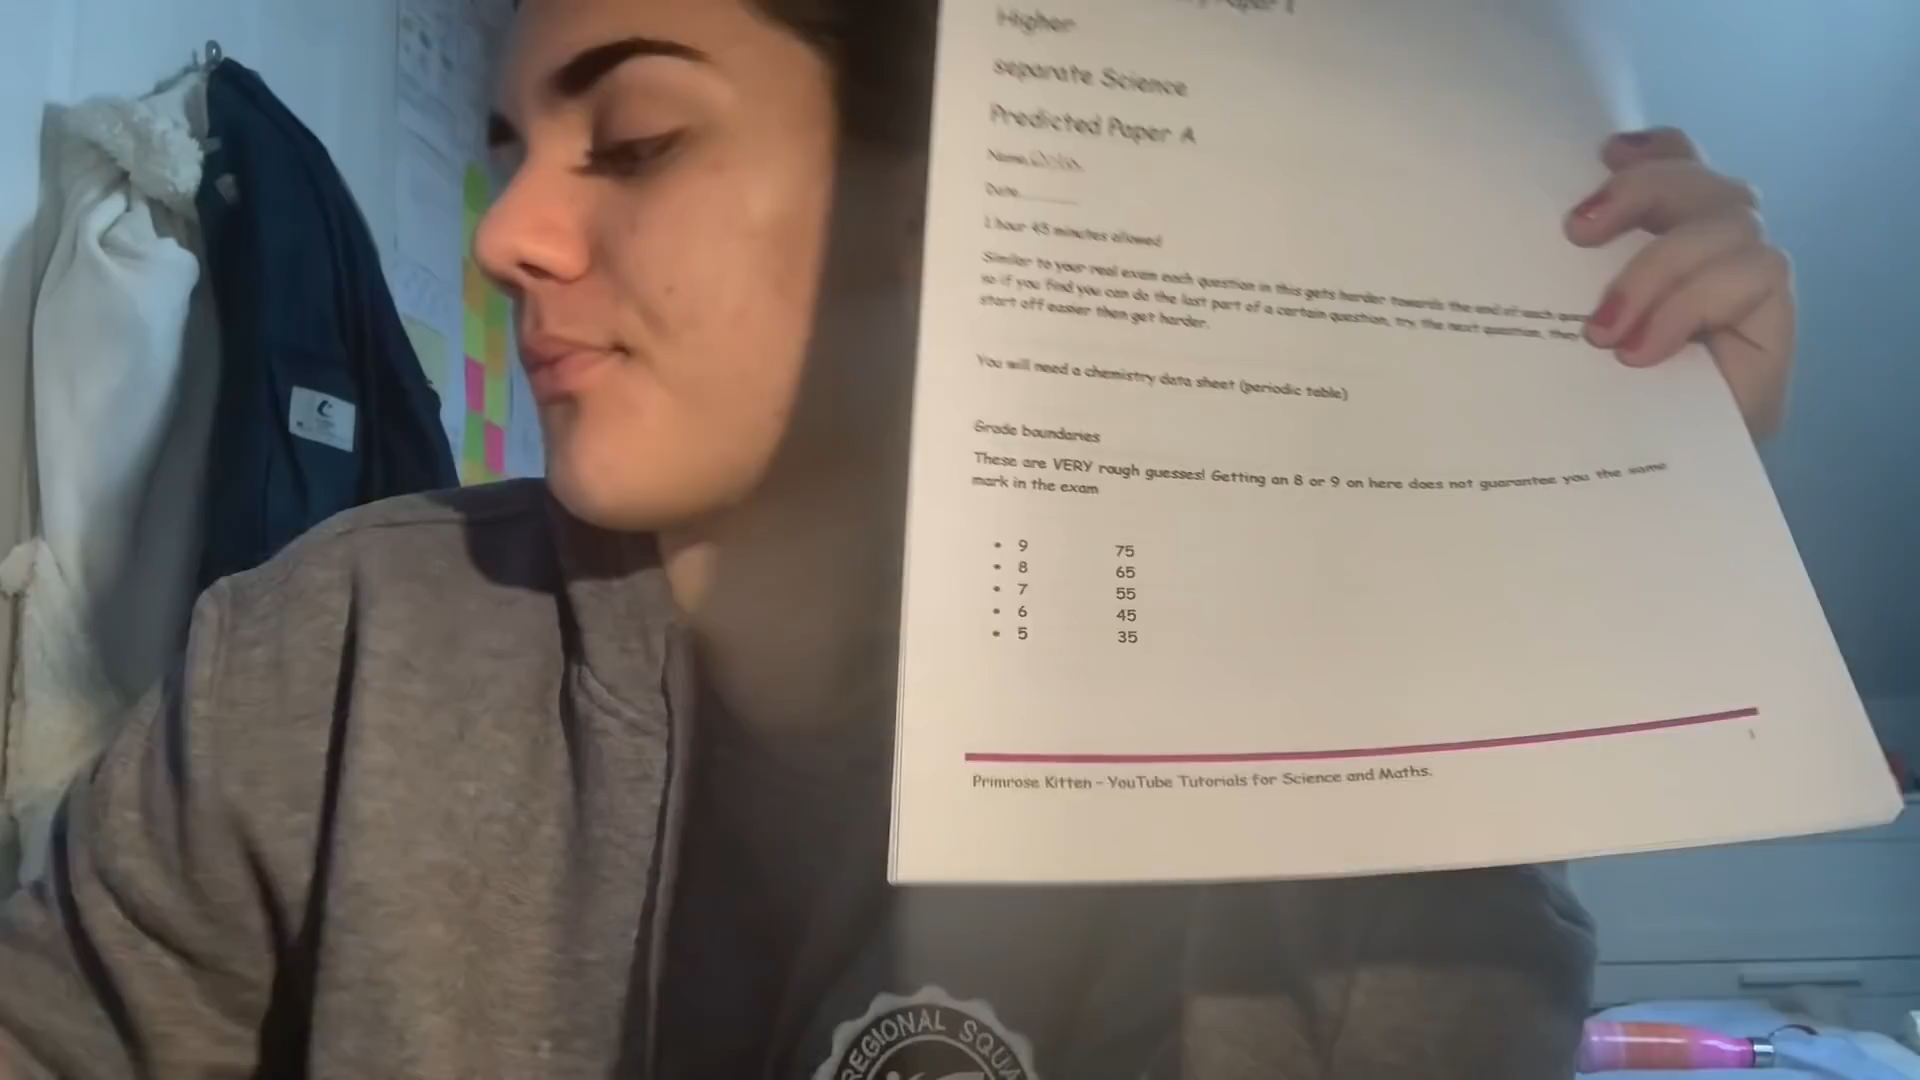 Paper 1
Higher
separate Science
Predicted Paper A
Name
Date
1 hour 45 minutes allowed
Similar to your real exam each question in this gets harder towards the end of each
so if you find you can do the last part of a certain question, try the next question, they
start off easier then get harder.
You will need a chemistry data sheet (periodic table)
Grade boundaries
These are VERY rough guesses! Getting an 8 or 9 on here does not guarantee you the same
mark in the exam
• 9 75
• 8 65
• 7 55
• 6 45
• 5 35
1
Primrose Kitten – YouTube Tutorials for Science and Maths.
REGIONAL SQUA